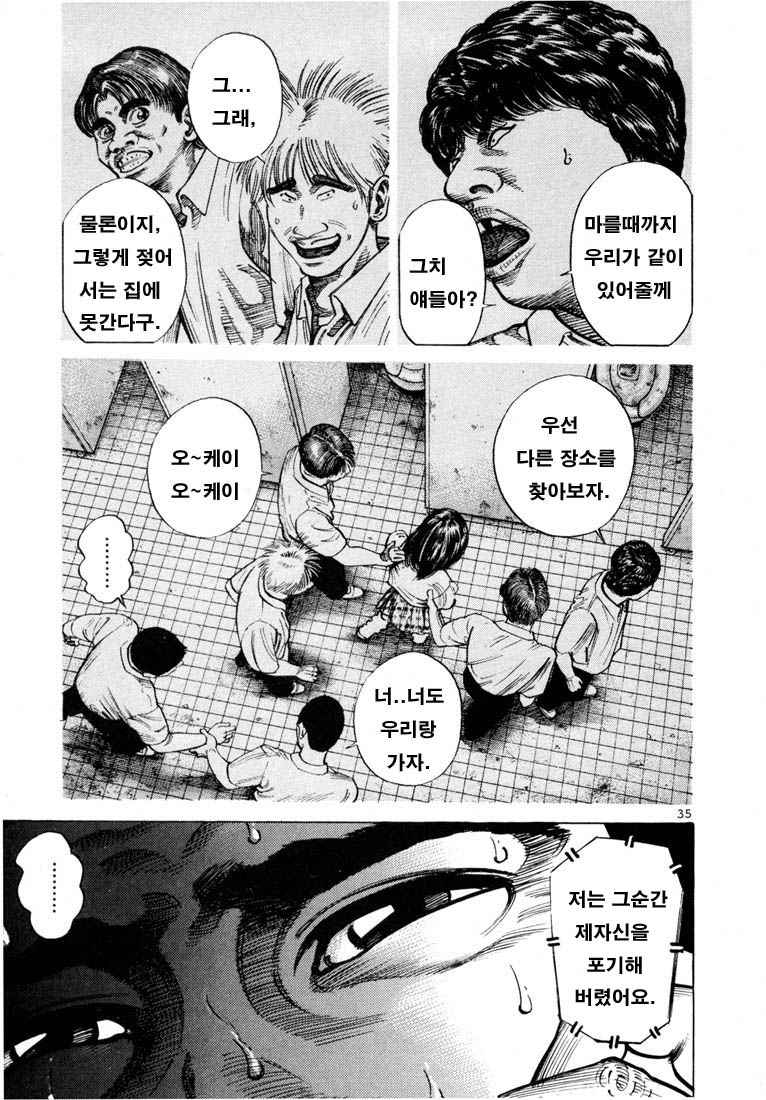 마를때까지
우리가 같이
있어줄께
그치
얘들아?
그...
그래,
물론이지,
그렇게 젖어
서는 집에
못간다구.
우선
다른 장소를
찾아보자.
오~케이
오~케이
너..너도
우리랑
가자.
........
35
저는 그순간
제자신을
포기해
버렸어요.
........